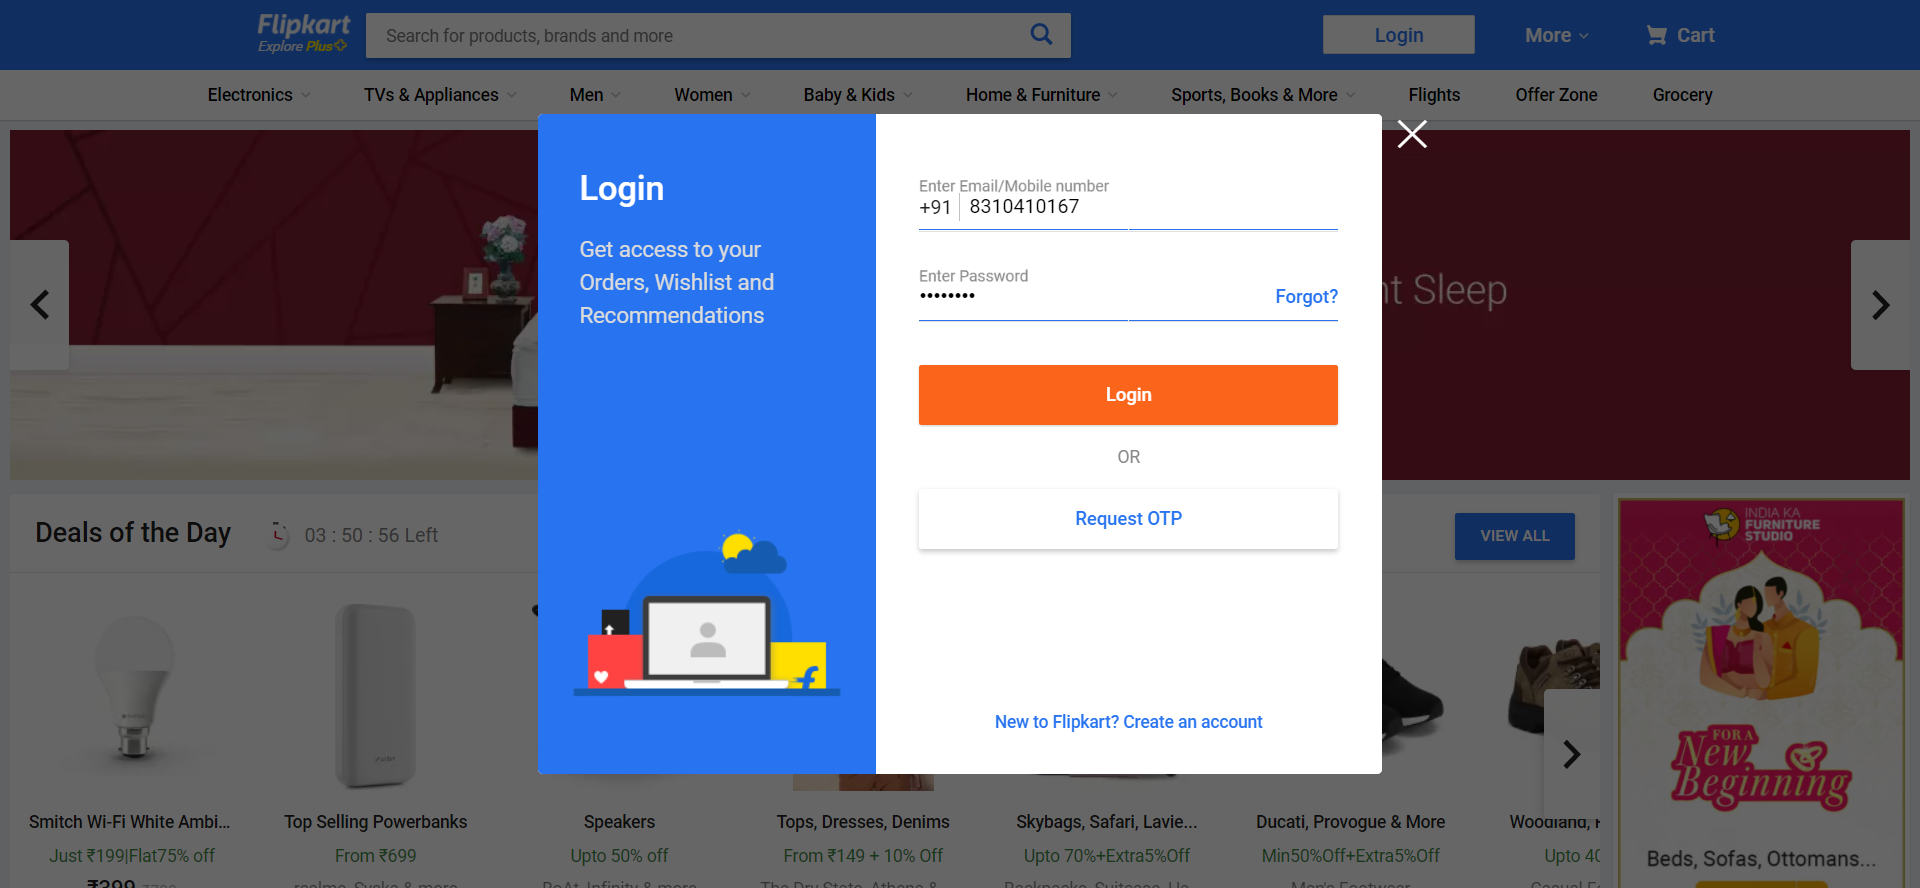 Flipkart
Explore Plus
Search for products, brands and more
Login
More
Cart
Electronics
TVs & Appliances
Men
Women
Baby & Kids
Home & Furniture
Sports, Books & More
Flights
Offer Zone
Grocery
Login
Get access to your
Orders, Wishlist and
Recommendations
Enter Email/Mobile number
+91 8310410167
Enter Password
••••••••
Forgot?
Login
OR
Request OTP
New to Flipkart? Create an account
Sleep
Deals of the Day
03 : 50 : 56 Left
VIEW ALL
Smitch Wi-Fi White Ambi...
Just ₹199|Flat75% off
₹399
Top Selling Powerbanks
From ₹699
Speakers
Upto 50% off
Tops, Dresses, Denims
From ₹149 + 10% Off
Skybags, Safari, Lavie...
Upto 70%+Extra5%Off
Ducati, Provogue & More
Min50%Off+Extra5%Off
Woodland,
Upto 40
INDIA KA
FURNITURE
STUDIO
FOR A
New
Beginning
Beds, Sofas, Ottomans...